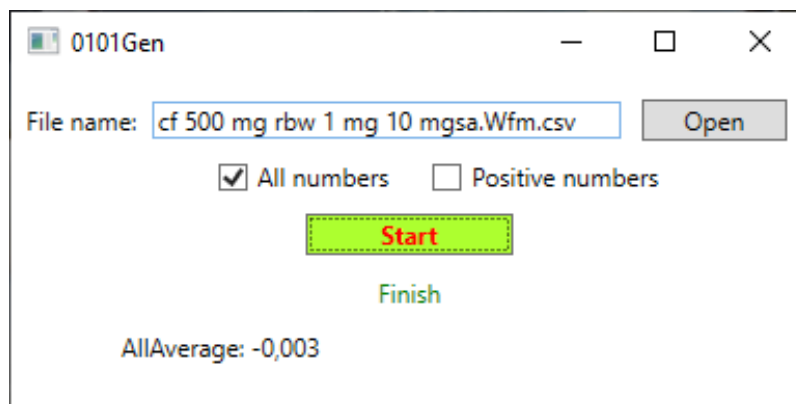 0101Gen
File name: cf 500 mg rbw 1 mg 10 mgsa.Wfm.csv Open
All numbers Positive numbers
Start
Finish
AllAverage: -0,003